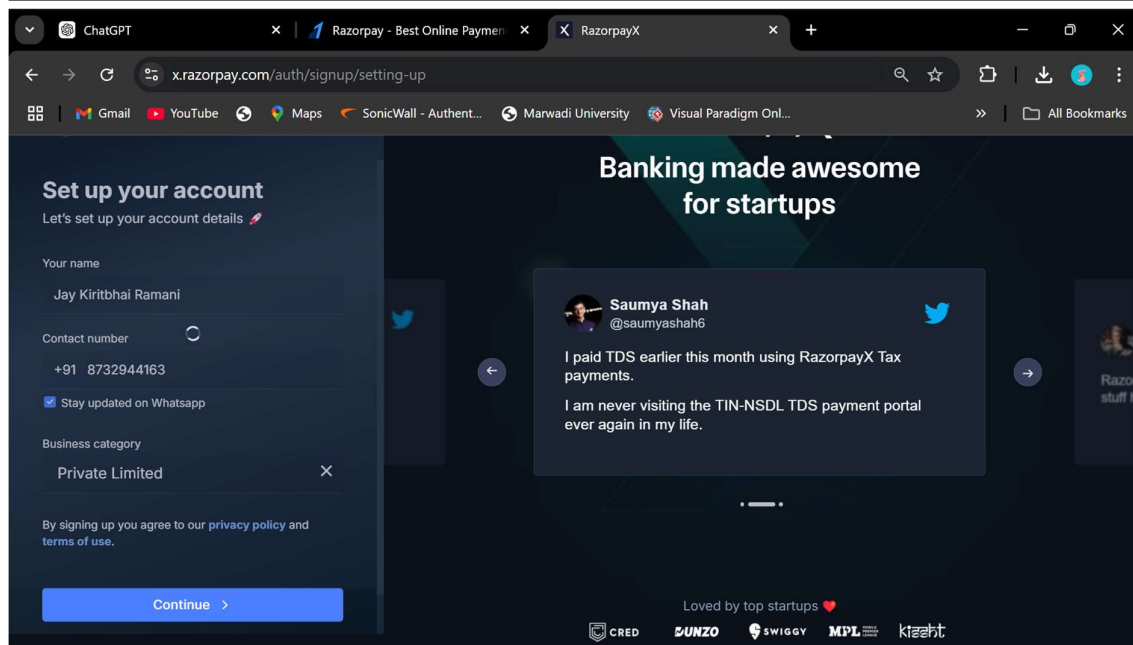 ChatGPT
Razorpay - Best Online Paymen
RazorpayX
x.razorpay.com/auth/signup/setting-up
Gmail
YouTube
Maps
SonicWall - Authent...
Marwadi University
Visual Paradigm Onl...
All Bookmarks
Set up your account
Let's set up your account details 🚀
Your name
Jay Kiritbhai Ramani
Contact number
+91 8732944163
Stay updated on Whatsapp
Business category
Private Limited
By signing up you agree to our privacy policy and
terms of use.
Continue
Banking made awesome
for startups
Saumya Shah
@saumyashah6
I paid TDS earlier this month using RazorpayX Tax
payments.
I am never visiting the TIN-NSDL TDS payment portal
ever again in my life.
Razo
stuff
Loved by top startups ❤️
CRED
DUNZO
SWIGGY
MPL
kissht